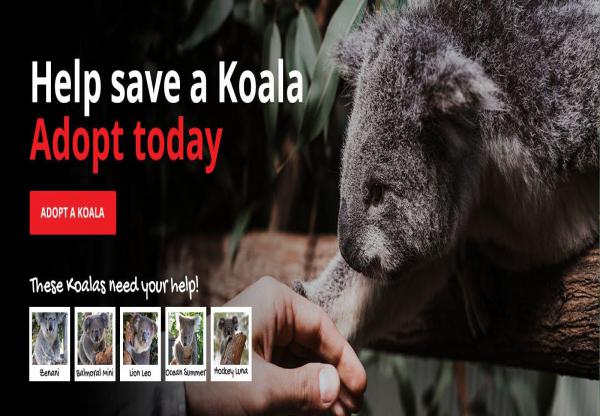 Help save a Koala
Adopt today
ADOPT A KOALA
These Koalas need your help!
Zenani
Balmoral Mini
Lion Leo
Ocean Summer
Hockey Luna